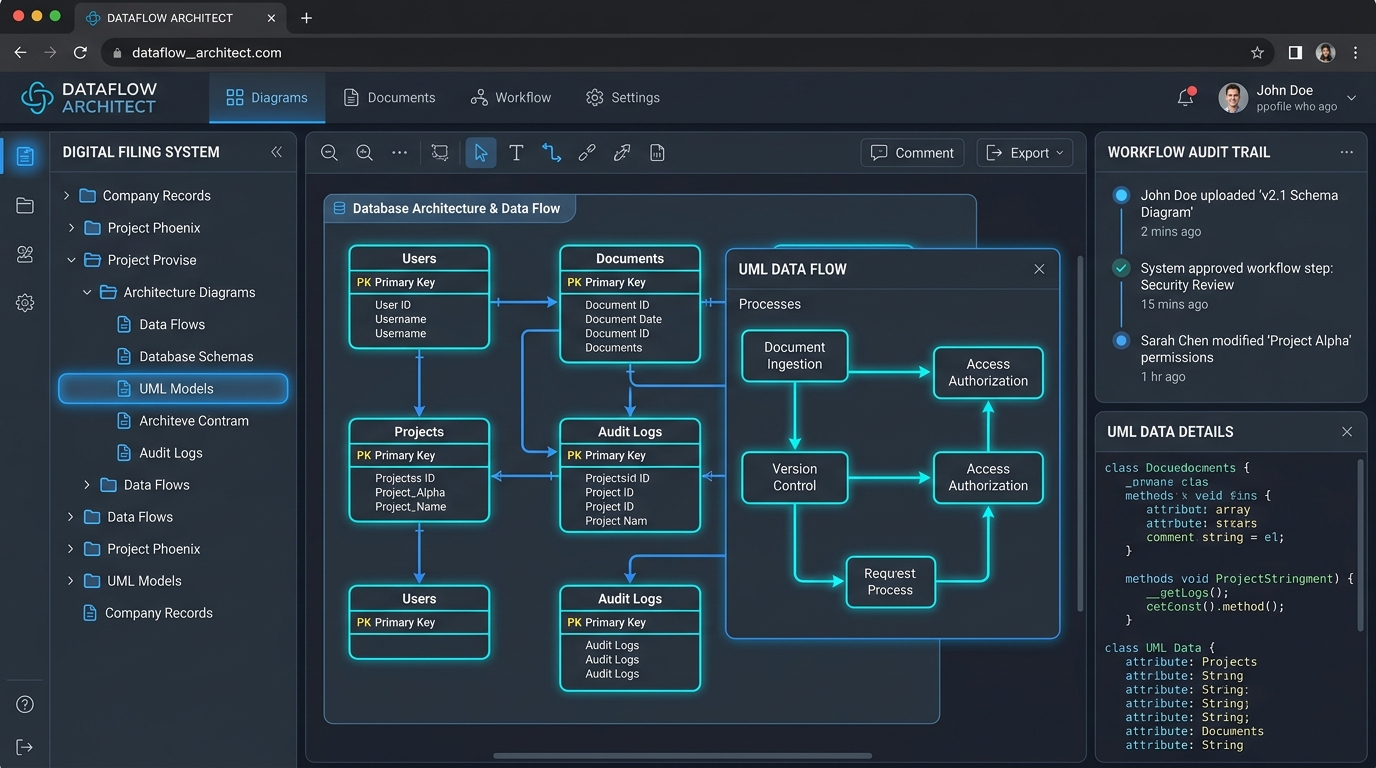 DATAFLOW ARCHITECT
dataflow_architect.com
DATAFLOW
ARCHITECT
Diagrams
Documents
Workflow
Settings
John Doe
ppofile who ago
DIGITAL FILING SYSTEM
Company Records
Project Phoenix
Project Provise
Architecture Diagrams
Data Flows
Database Schemas
UML Models
Architeve Contram
Audit Logs
Data Flows
Data Flows
Project Phoenix
UML Models
Company Records
Comment
Export
Database Architecture & Data Flow
Users
PK Primary Key
User IO
Username
Username
Documents
PK Primary Key
Document ID
Document Date
Document ID
Documents
Projects
PK Primary Key
Projectss ID
Project_Alpha
Project_Name
Audit Logs
PK Primary Key
Projectsid ID
Project ID
Project ID
Project Nam
Users
PK Primary Key
Audit Logs
PK Primary Key
Audit Logs
Audit Logs
Audit Logs
UML DATA FLOW
Processes
Document
Ingestion
Access
Authorization
Version
Control
Access
Authorization
Request
Process
WORKFLOW AUDIT TRAIL
John Doe uploaded 'v2.1 Schema
Diagram'
2 mins ago
System approved workflow step:
Security Review
15 mins ago
Sarah Chen modified 'Project Alpha'
permissions
1 hr ago
UML DATA DETAILS
class Docuedocments {
methods void {
attribut: array
attribute:
comment string = el;
}
methods void ProjectStringment) {
__getLogs();
cetConst().method();
}
class UML Data {
attribute: Projects
attribute: String
attribute: String:
attribute: String;
attribute: String;
attribute: Documents
attribute: String